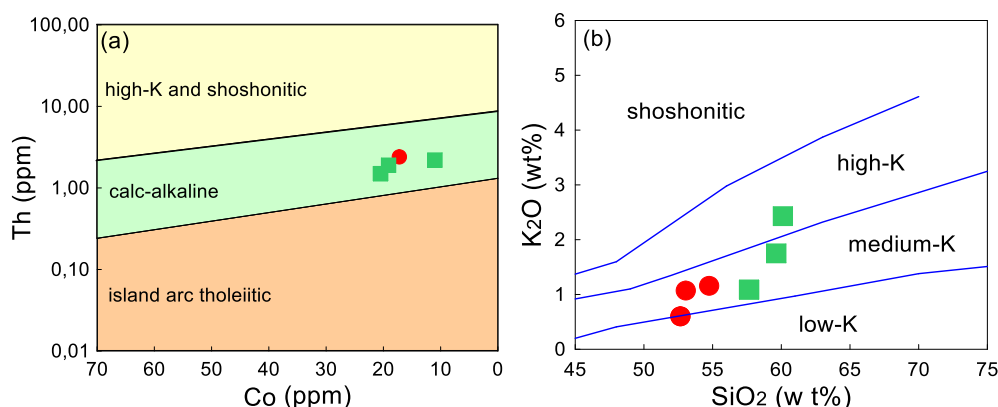 (a)
100,00
10,00
1,00
0,10
0,01
Th (ppm)
high-K and shoshonitic
calc-alkaline
island arc tholeiitic
70 60 50 40 30 20 10 0
Co (ppm)
(b)
6
5
4
3
2
1
0
K2O (wt%)
shoshonitic
high-K
medium-K
low-K
45 50 55 60 65 70 75
SiO2 (w t%)